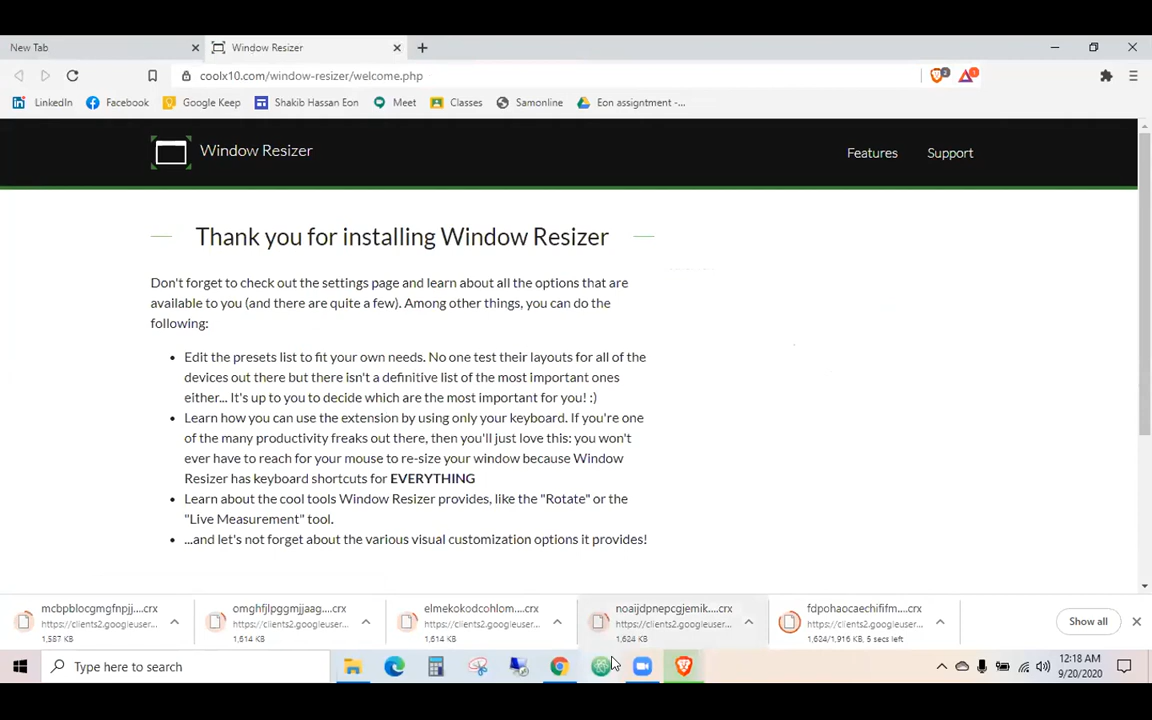 New Tab
Window Resizer
coolx10.com/window-resizer/welcome.php
2
1
LinkedIn
Facebook
Google Keep
Shakib Hassan Eon
Meet
Classes
Samonline
Eon assigntment -...
Window Resizer
Features
Support
Thank you for installing Window Resizer
Don't forget to check out the settings page and learn about all the options that are
available to you (and there are quite a few). Among other things, you can do the
following:
Edit the presets list to fit your own needs. No one test their layouts for all of the
devices out there but there isn't a definitive list of the most important ones
either... It's up to you to decide which are the most important for you! :)
Learn how you can use the extension by using only your keyboard. If you're one
of the many productivity freaks out there, then you'll just love this: you won't
ever have to reach for your mouse to re-size your window because Window
Resizer has keyboard shortcuts for EVERYTHING
Learn about the cool tools Window Resizer provides, like the "Rotate" or the
"Live Measurement" tool.
...and let's not forget about the various visual customization options it provides!
mcbpblocgmgfnpjj....crx
https://clients2.googleuser...
1,587 KB
omghfjlpggmjjaag....crx
https://clients2.googleuser...
1,614 KB
elmekokodcohlom....crx
https://clients2.googleuser...
1,614 KB
noaijdpnepcgjemik....crx
https://clients2.googleuser...
1,624 KB
fdpohaocaechififm....crx
https://clients2.googleuser...
1,624/1,916 KB, 5 secs left
Show all
Type here to search
12:18 AM
9/20/2020